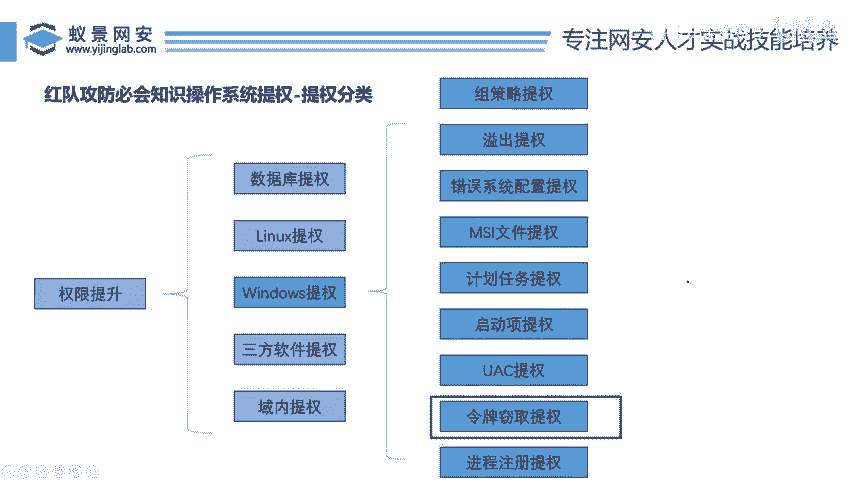 蚁景网安
www.yijinglab.com
专注网安人才实战技能培养
红队攻防必会知识操作系统提权-提权分类
权限提升
数据库提权
Linux提权
Windows提权
三方软件提权
域内提权
组策略提权
溢出提权
错误系统配置提权
MSI文件提权
计划任务提权
启动项提权
UAC提权
令牌窃取提权
进程注册提权